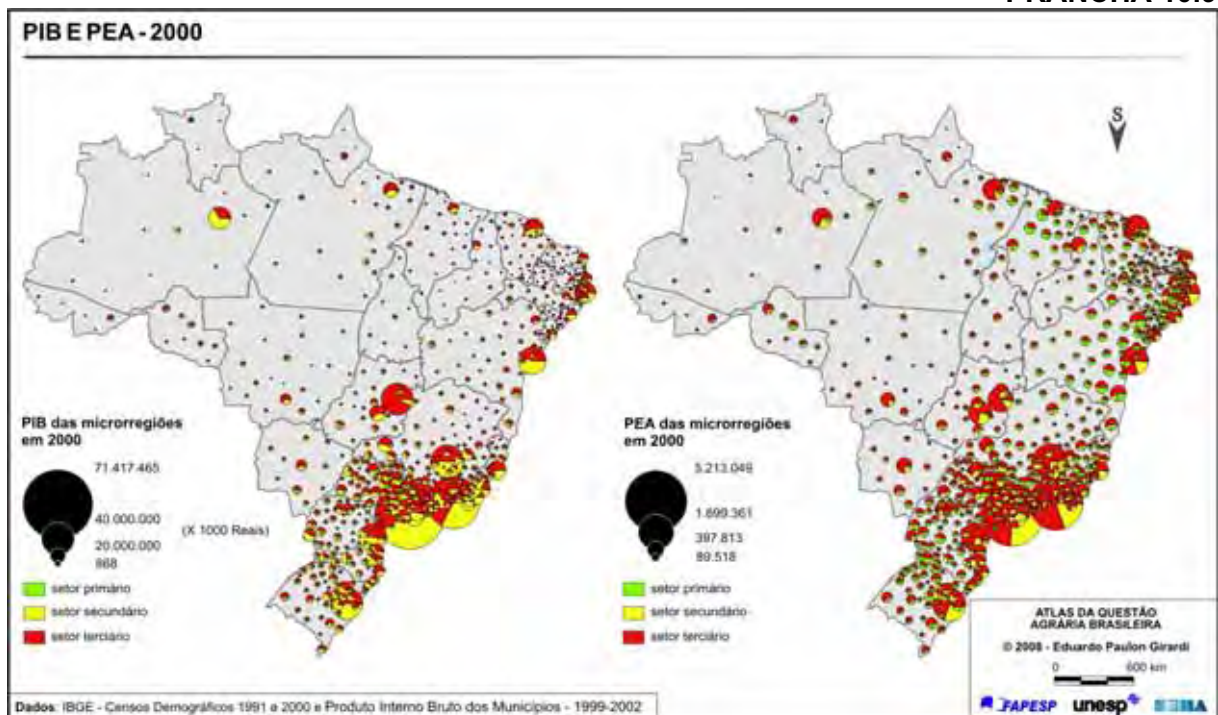 PRANCHA 10.
PIB E PEA - 2000
S
PIB das microrregiões
em 2000
71.417.465
40.000.000
20.000.000
868
(X 1000 Reais)
setor primário
setor secundário
setor terciário
PEA das microrregiões
em 2000
5.213.049
1.699.361
397.813
89.518
setor primário
setor secundário
setor terciário
ATLAS DA QUESTÃO
AGRÁRIA BRASILEIRA
© 2008 - Eduardo Paulon Girardi
0 600 km
FAPESP unesp
Dados: IBGE - Censos Demográficos 1991 e 2000 e Produto Interno Bruto dos Municípios - 1999-2002